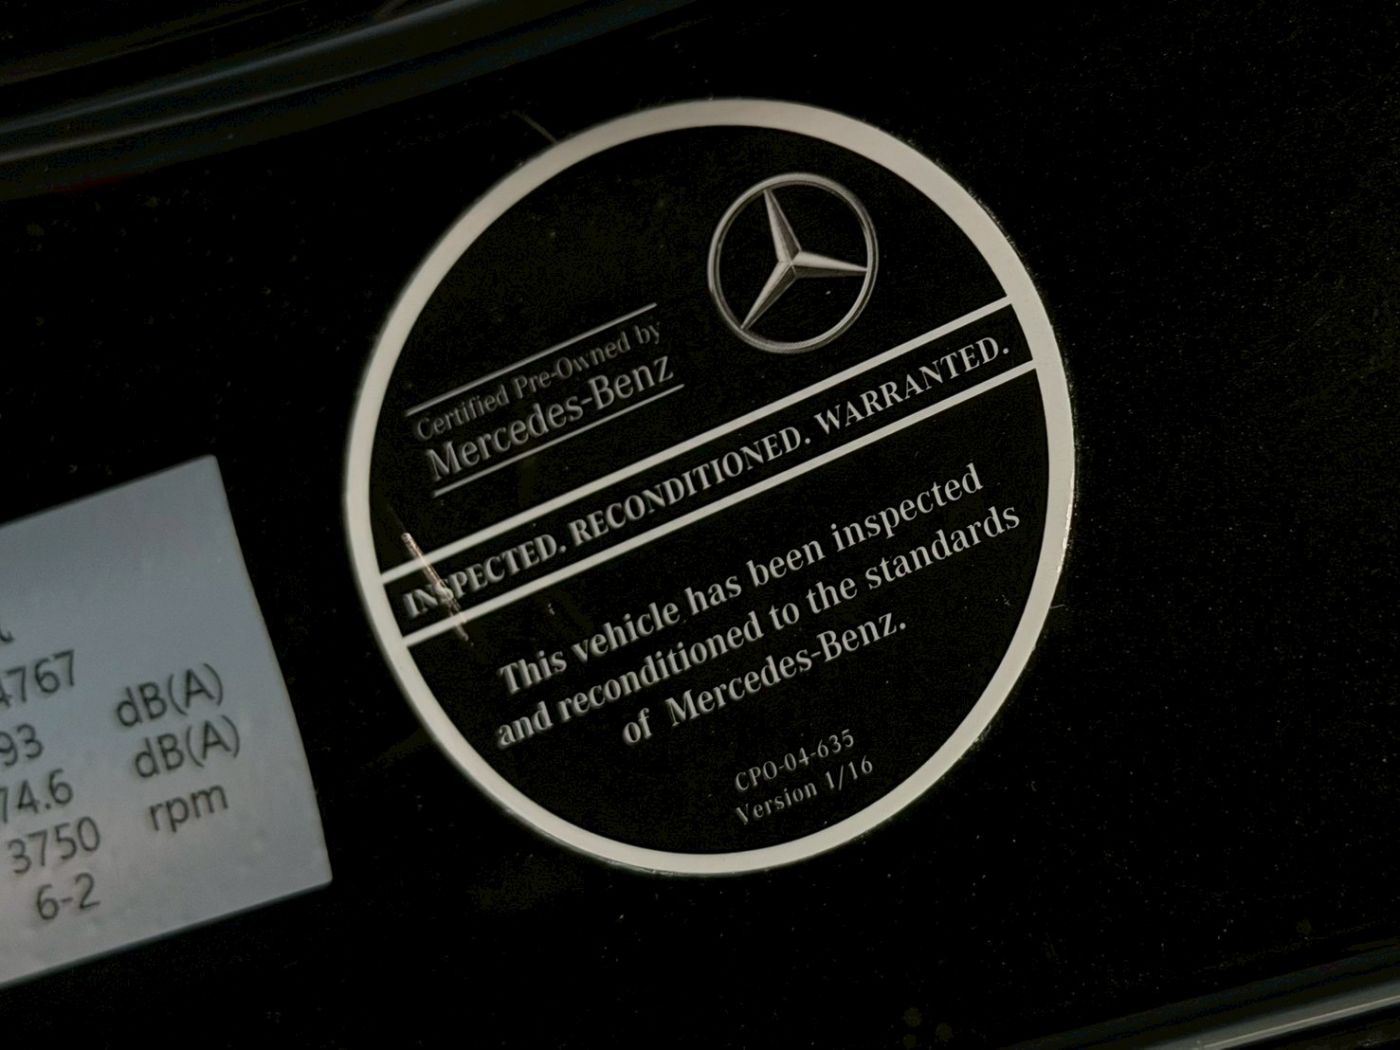 Certified Pre-Owned by
Mercedes-Benz
INSPECTED. RECONDITIONED. WARRANTED.
This vehicle has been inspected
and reconditioned to the standards
of Mercedes-Benz.
CPO-04-635
Version 1/16
4767
93 dB(A)
74.6 dB(A)
3750 rpm
6-2